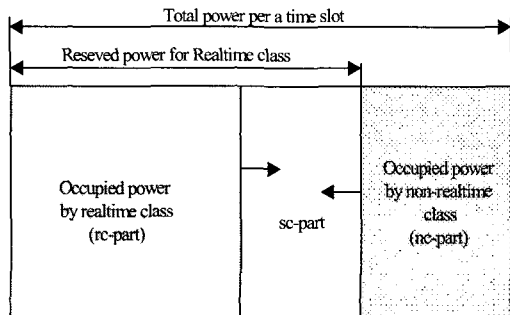 Total power per a time slot
Reseved power for Realtime class
Occupied power
by realtime class
(rc-part)
sc-part
Occupied power
by non-realtime
class
(nc-part)